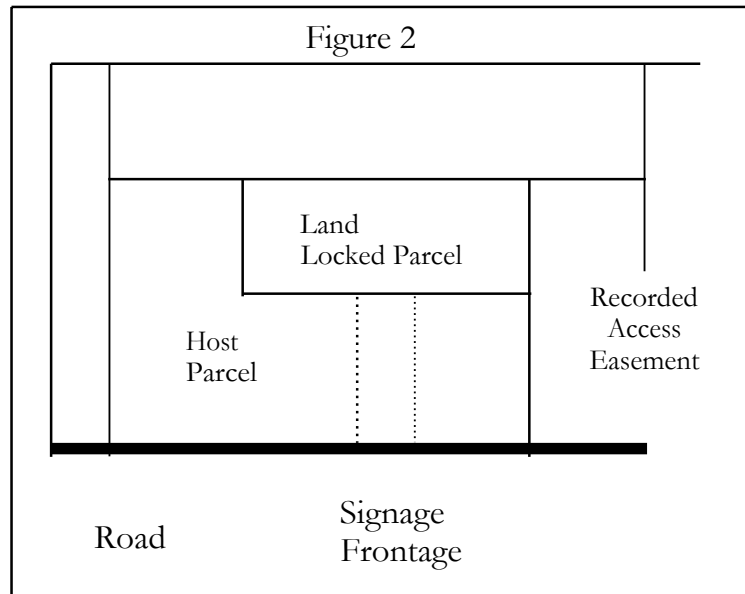 Figure 2
Land
Locked Parcel
Recorded
Access
Easement
Host
Parcel
Road
Signage
Frontage